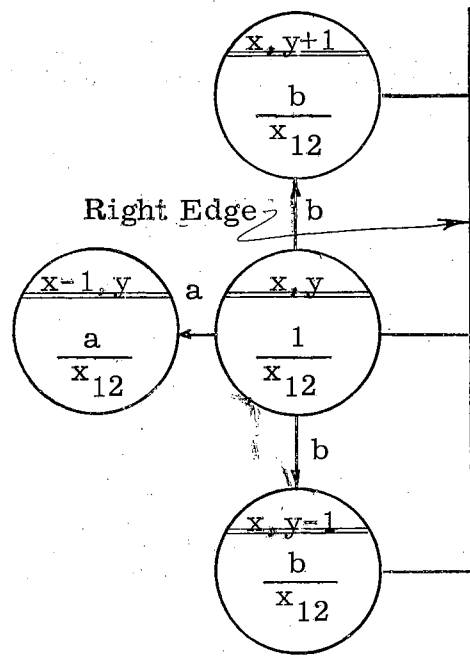 x, y+1
b
x12
Right Edge
b
x-1, y
a
x, y
a
x12
1
x12
b
x, y-1
b
x12